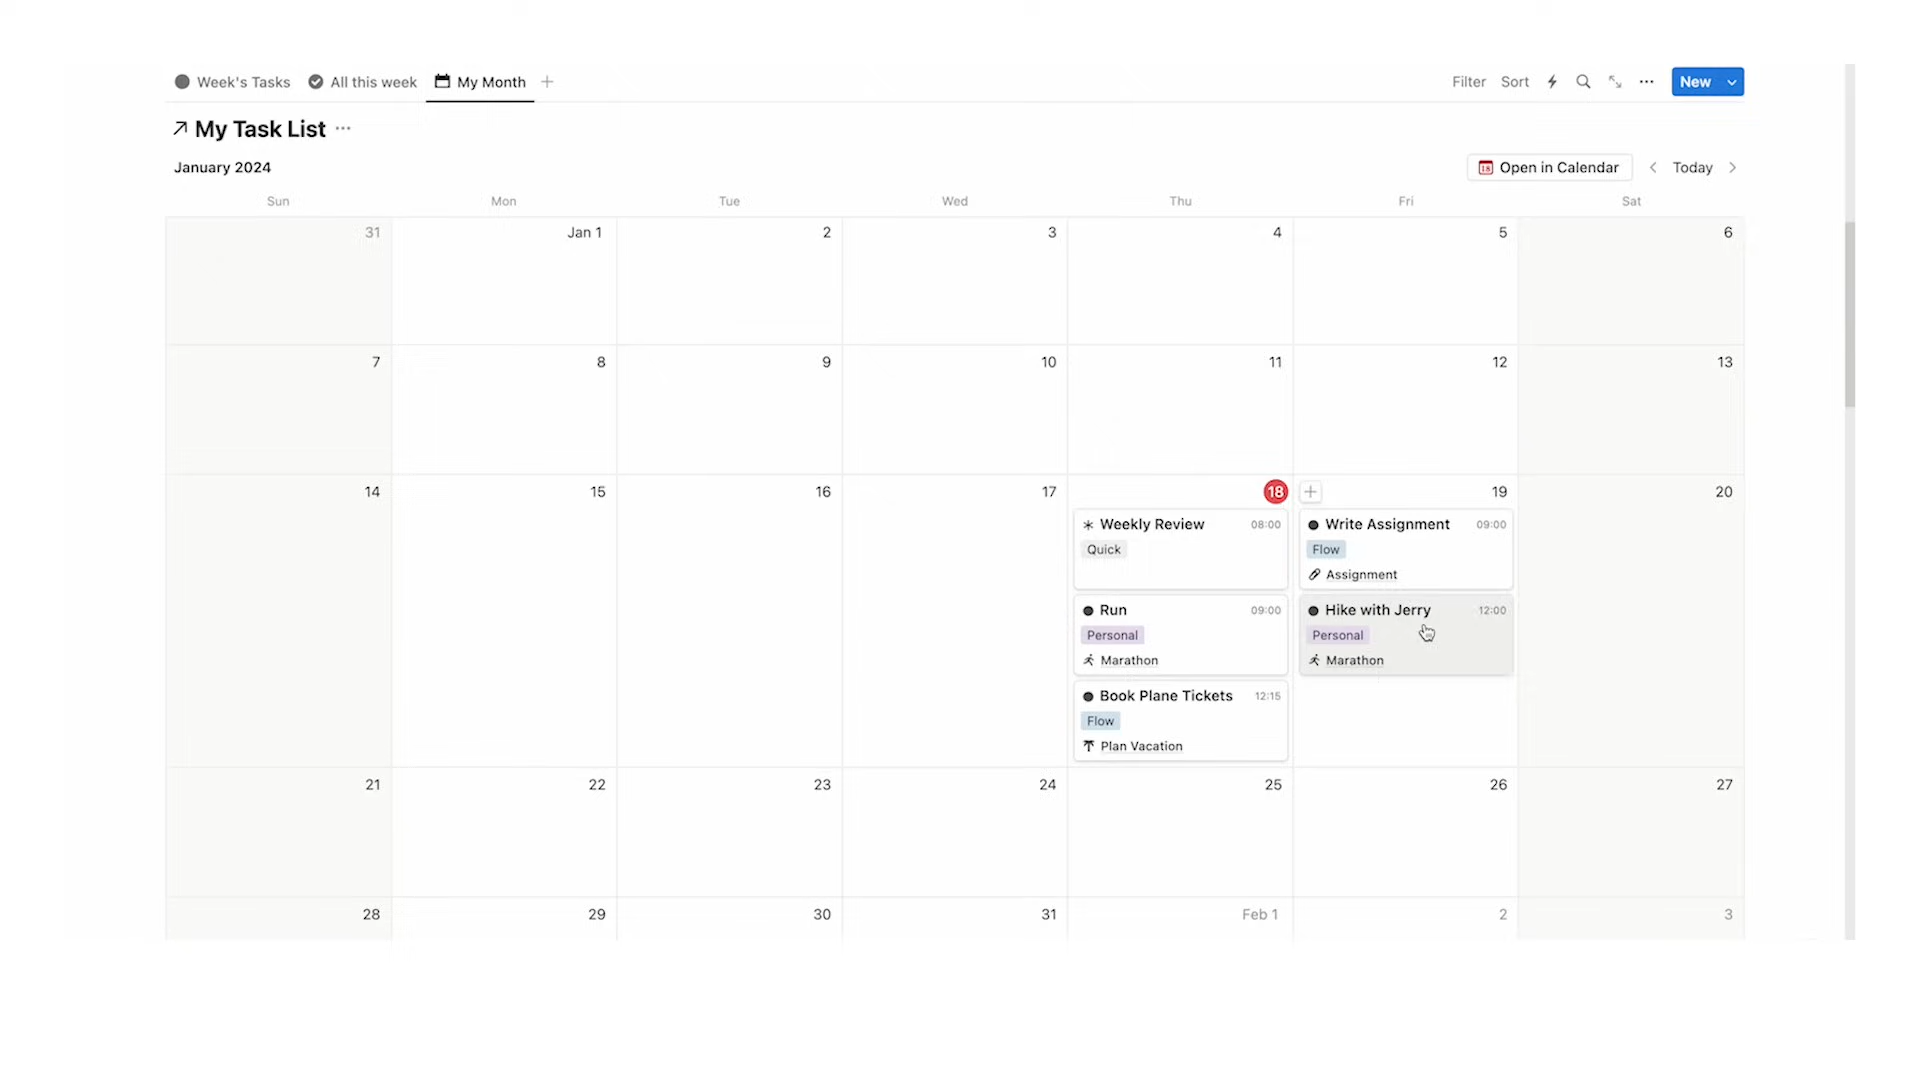 Week's Tasks All this week My Month
Filter Sort New
My Task List
January 2024
18 Open in Calendar Today
Sun Mon Tue Wed Thu Fri Sat
31 Jan 1 2 3 4 5 6
7 8 9 10 11 12 13
14 15 16 17 18 19 20
Weekly Review 08:00
Quick
Run 09:00
Personal
Marathon
Book Plane Tickets 12:15
Flow
Plan Vacation
Write Assignment 09:00
Flow
Assignment
Hike with Jerry 12:00
Personal
Marathon
21 22 23 24 25 26 27
28 29 30 31 Feb 1 2 3